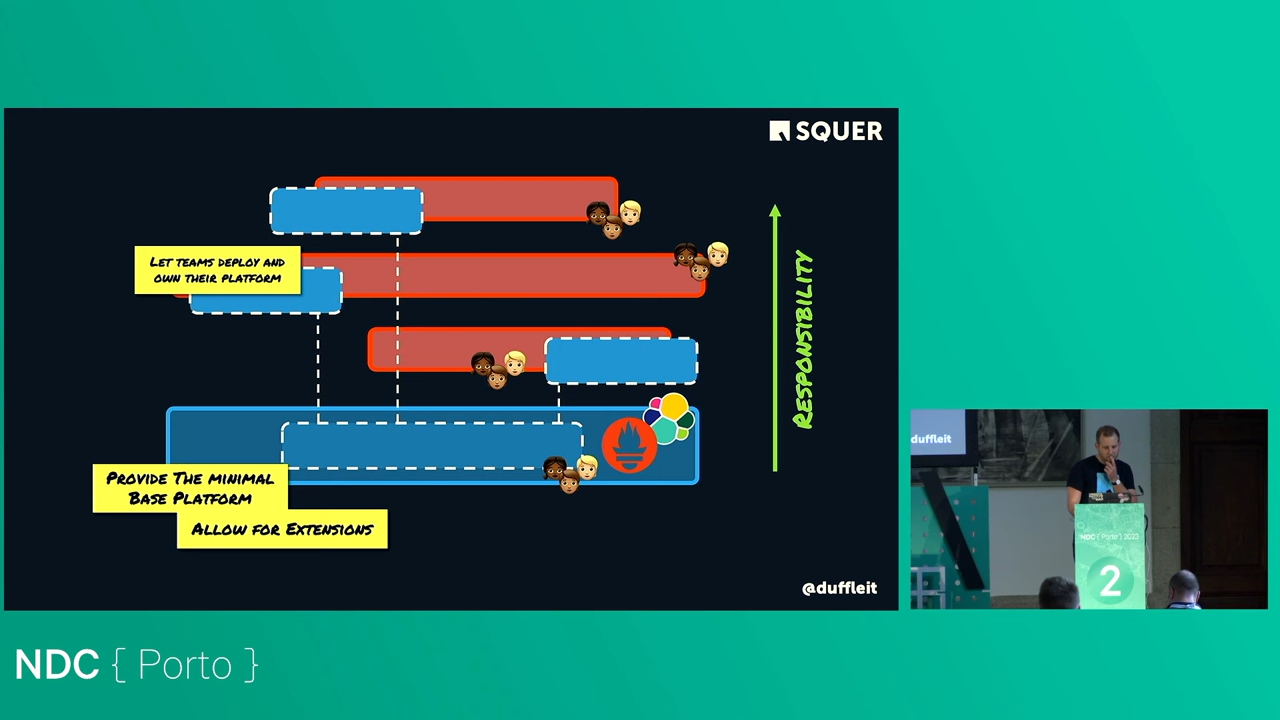 SQUER
LET TEAMS DEPLOY AND
OWN THEIR PLATFORM
RESPONSIBILITY
PROVIDE THE MINIMAL
BASE PLATFORM
ALLOW FOR EXTENSIONS
@duffleit
duffleit
NDC { Porto } 2023
2
NDC { Porto }